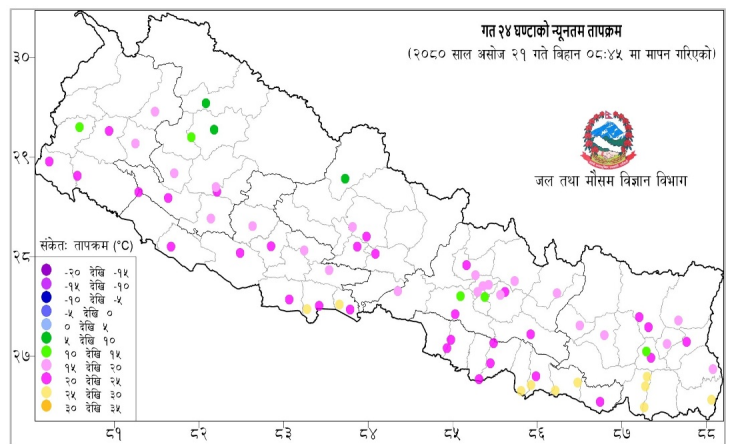 गत २४ घण्टाको न्यूनतम तापक्रम
(२०८० साल असोज २१ गते बिहान ०८:४५ मा मापन गरिएको)
३०
२९
२८
२७
जल तथा मौसम विज्ञान विभाग
संकेतः तापक्रम (°C)
-२० देखि -१५
-१५ देखि -१०
-१० देखि -५
-५ देखि ०
० देखि ५
५ देखि १०
१० देखि १५
१५ देखि २०
२० देखि २५
२५ देखि ३०
३० देखि ३५
८१ ८२ ८३ ८४ ८५ ८६ ८७ ८८